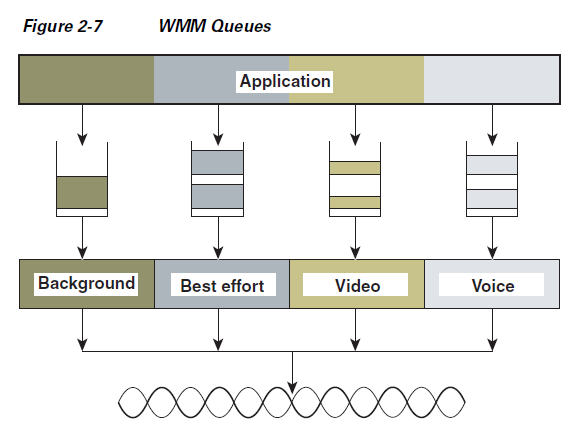 Figure 2-7 WMM Queues
Application
Background Best effort Video Voice